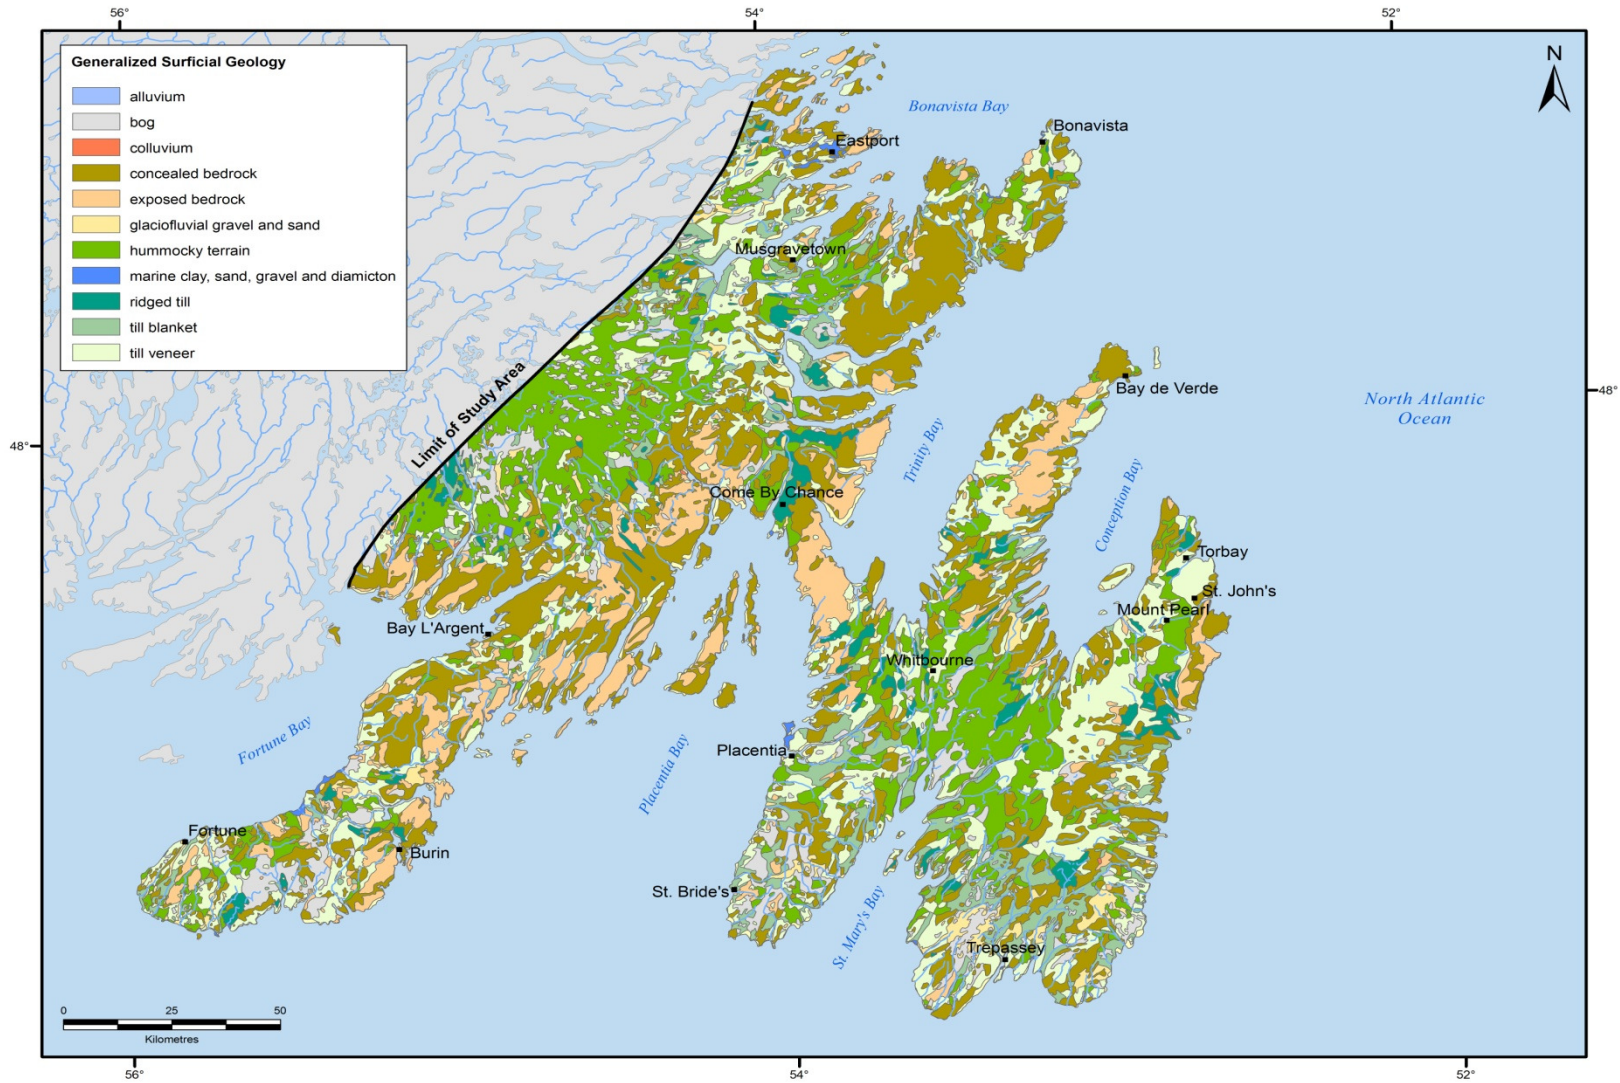 56°
54°
52°
Generalized Surficial Geology
alluvium
bog
colluvium
concealed bedrock
exposed bedrock
glaciofluvial gravel and sand
hummocky terrain
marine clay, sand, gravel and diamicton
ridged till
till blanket
till veneer
N
Bonavista Bay
Bonavista
Eastport
Musgravetown
Limit of Study Area
Bay de Verde
48°
North Atlantic
Ocean
48°
Trinity Bay
Conception Bay
Come By Chance
Torbay
St. John's
Mount Pearl
Bay L'Argent
Whitbourne
Fortune Bay
Placentia Bay
Placentia
Fortune
Burin
St. Bride's
St. Mary's Bay
Trepassey
0 25 50
Kilometres
56°
54°
52°